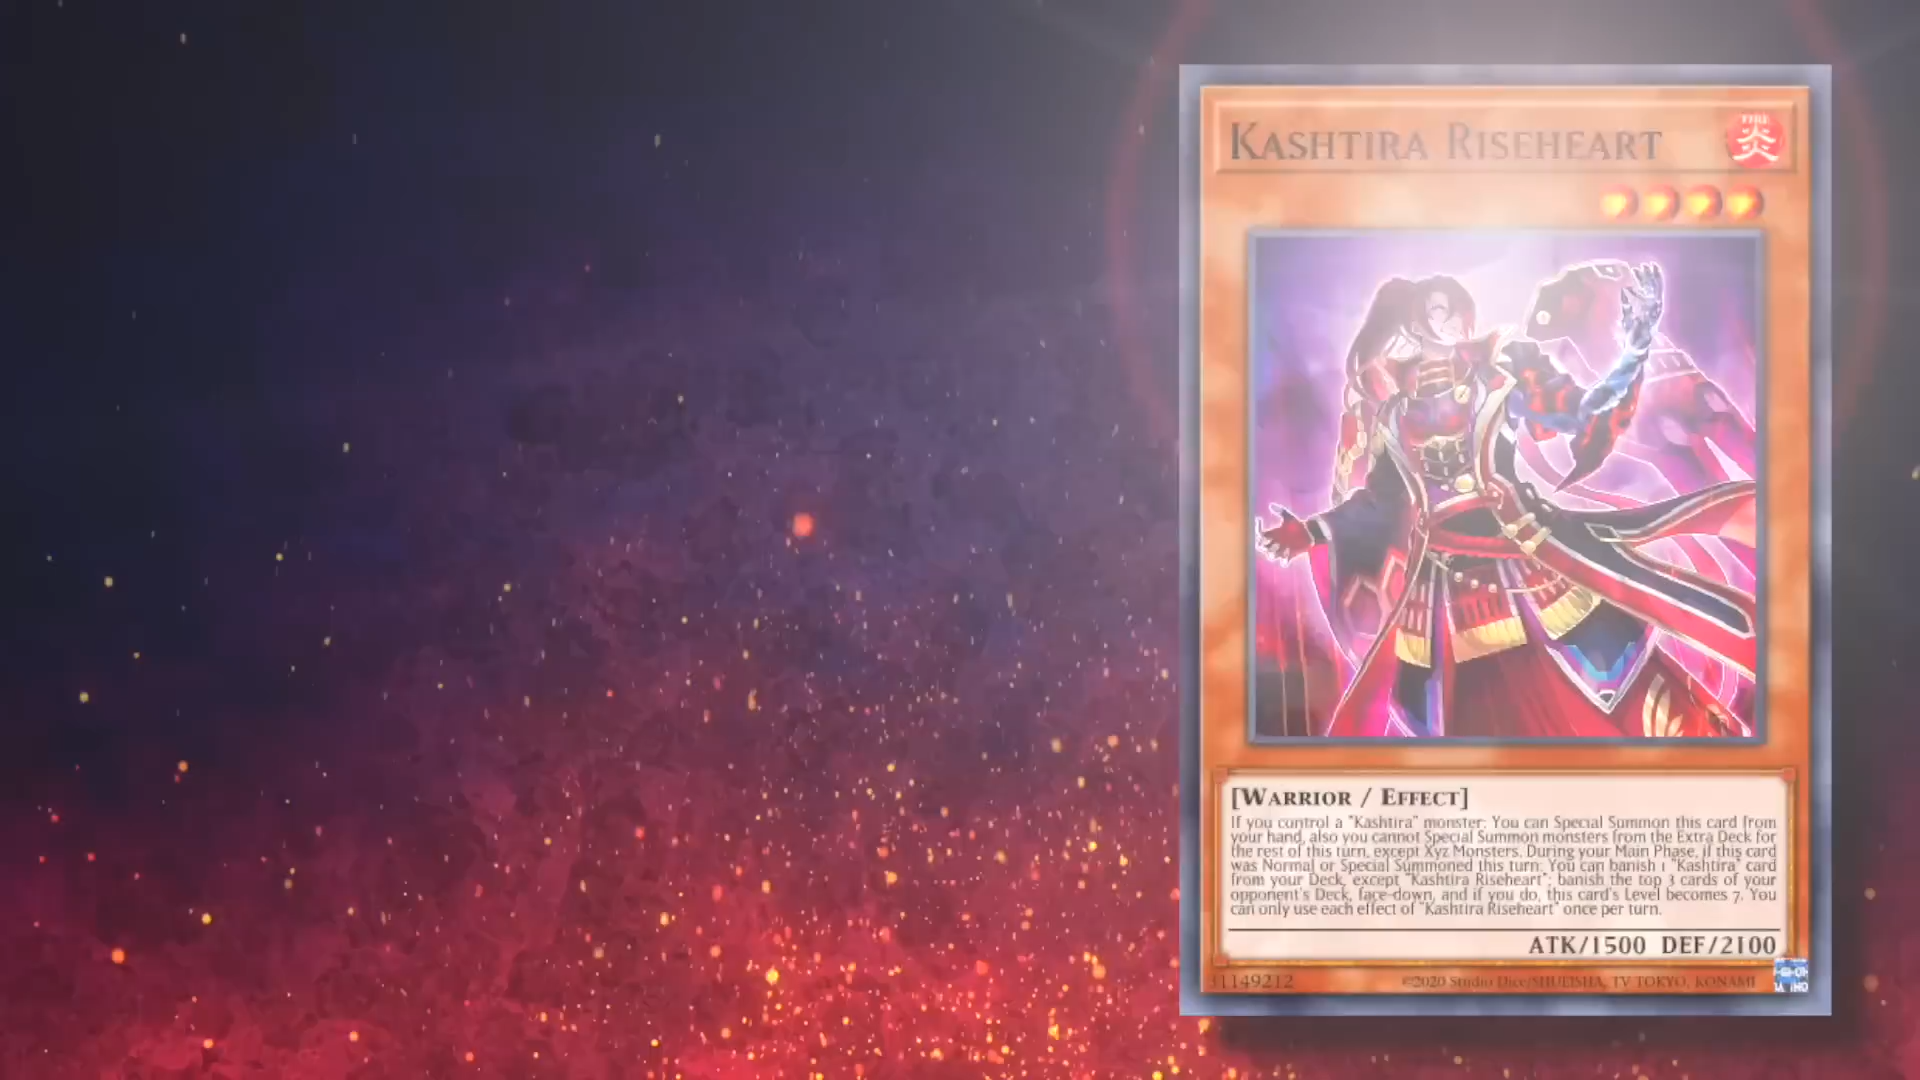 KASHTIRA RISEHEART
FIRE
炎
[WARRIOR / EFFECT]
If you control a "Kashtira" monster: You can Special Summon this card from
your hand, also you cannot Special Summon monsters from the Extra Deck for
the rest of this turn, except Xyz Monsters. During your Main Phase, if this card
was Normal or Special Summoned this turn: You can banish 1 "Kashtira" card
from your Deck, except "Kashtira Riseheart"; banish the top 3 cards of your
opponent's Deck, face-down, and if you do, this card's Level becomes 7. You
can only use each effect of "Kashtira Riseheart" once per turn.
ATK/1500 DEF/2100
31149212
©2020 Studio Dice/SHUEISHA, TV TOKYO, KONAMI